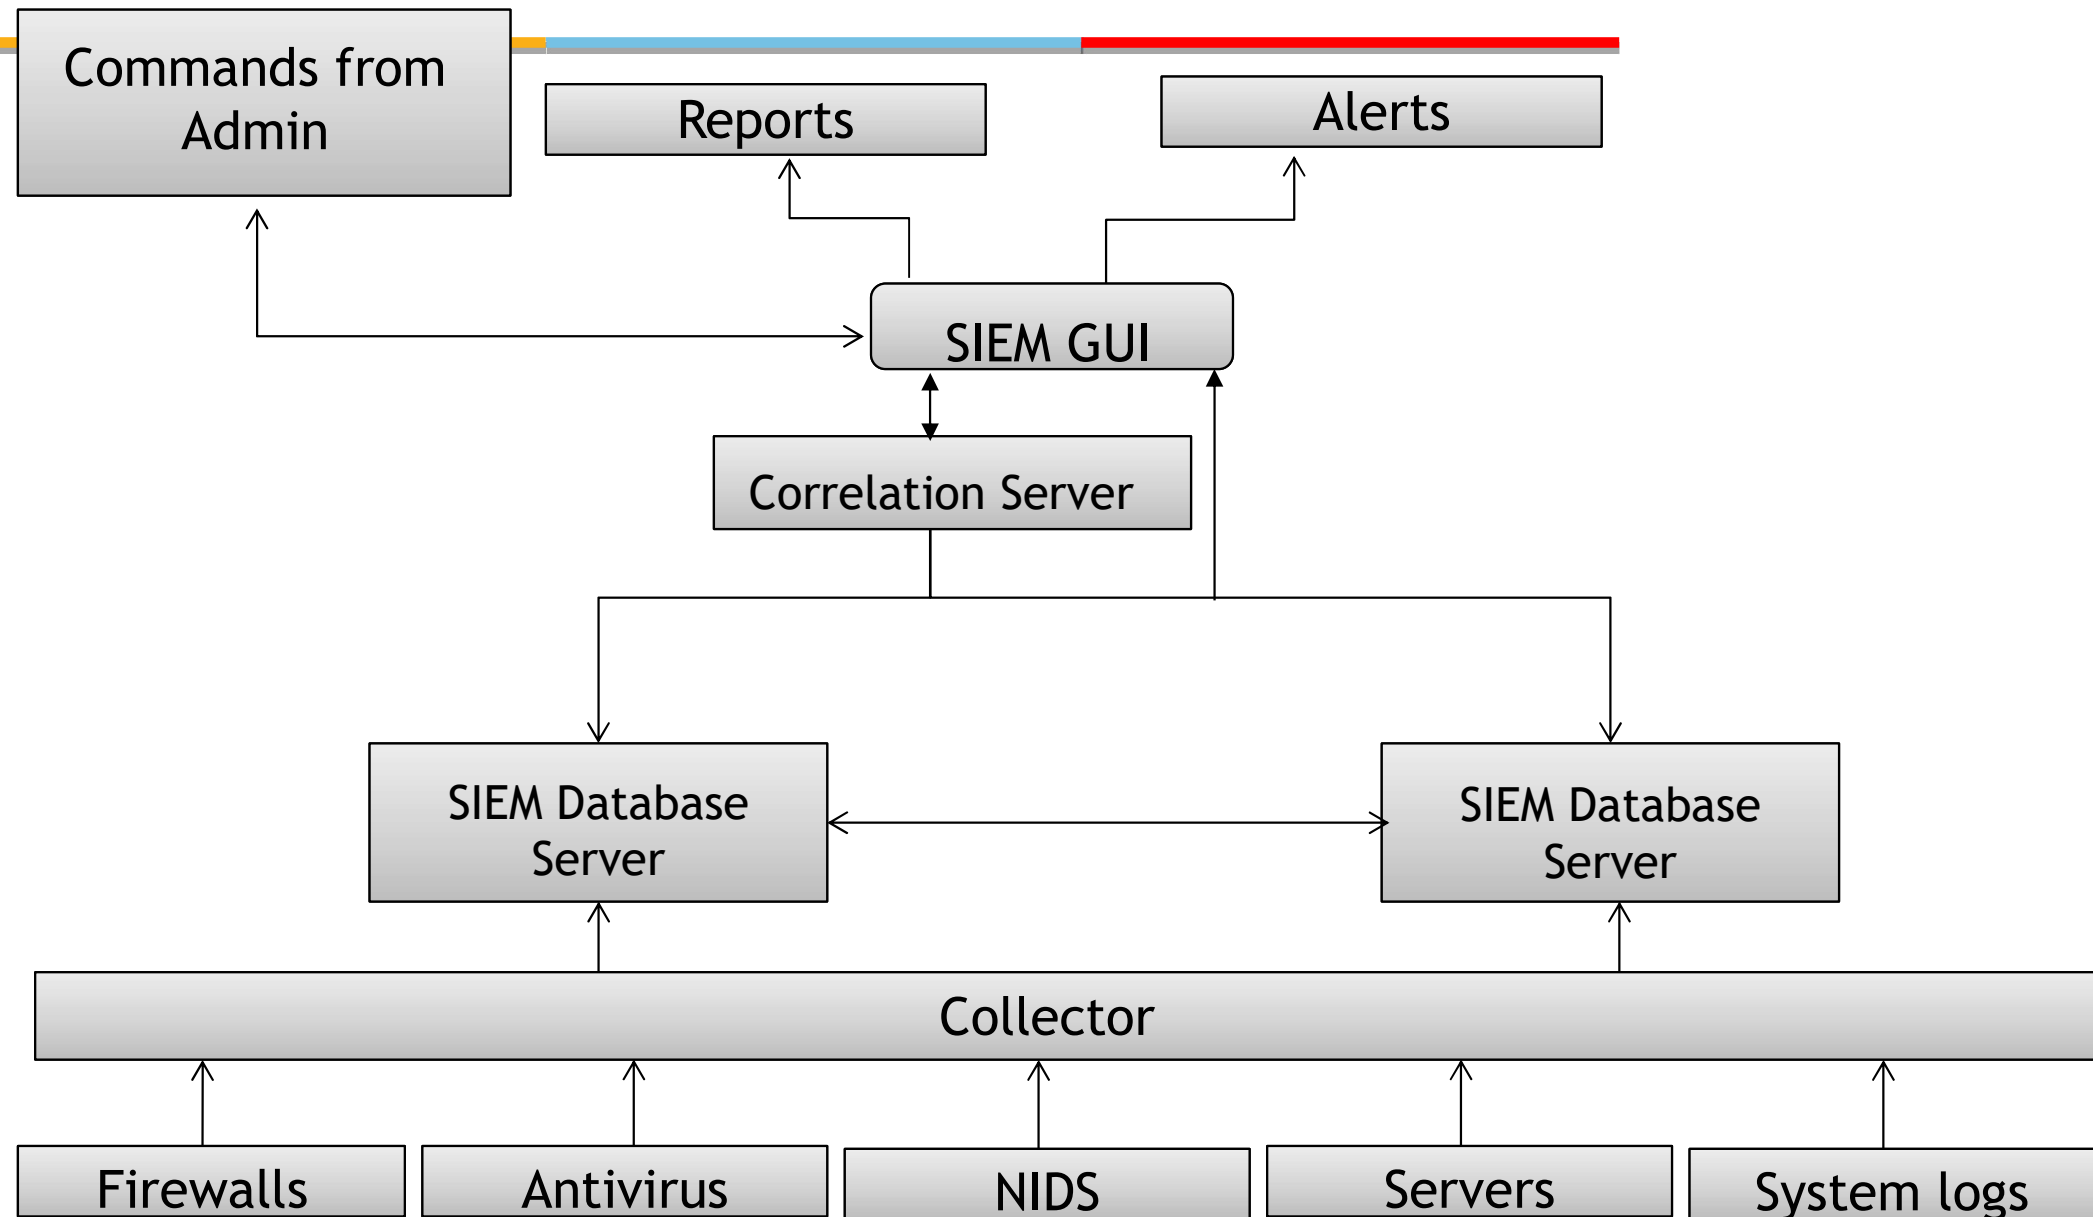 Commands from
Admin
Reports
Alerts
SIEM GUI
Correlation Server
SIEM Database
Server
SIEM Database
Server
Collector
Firewalls
Antivirus
NIDS
Servers
System logs